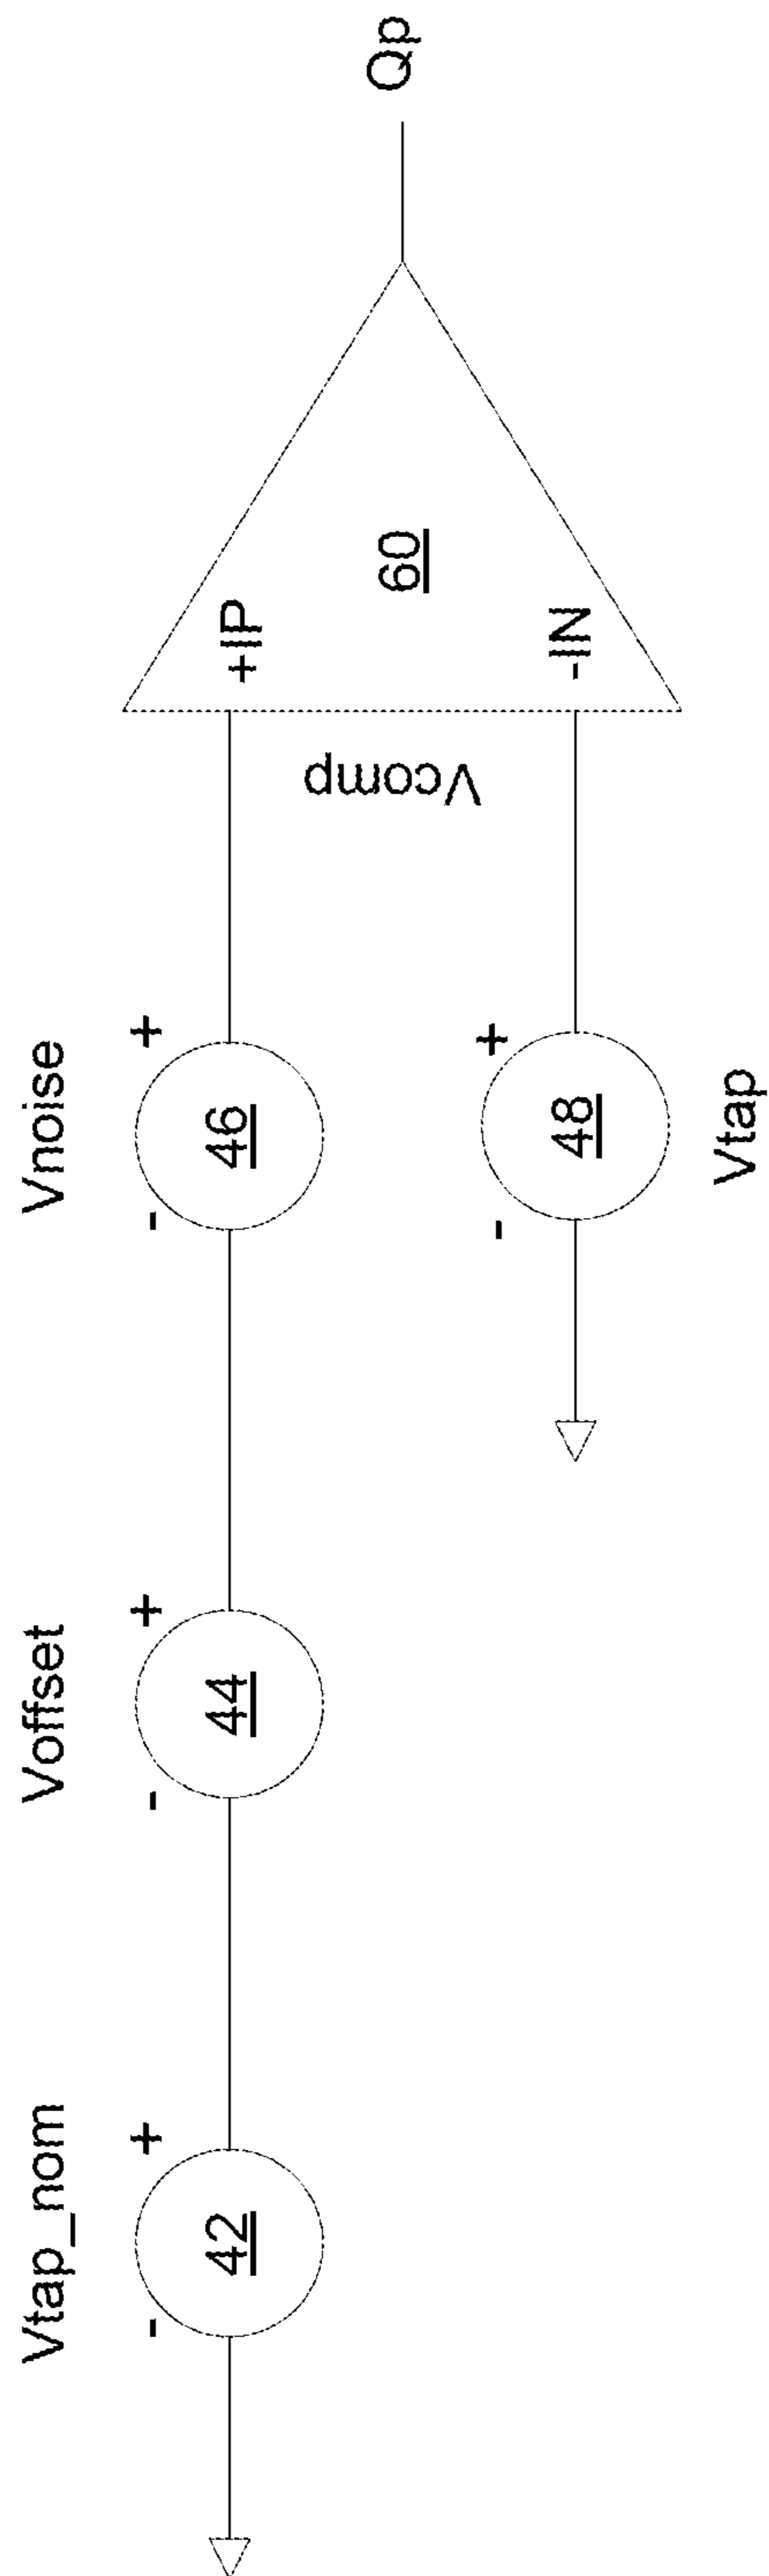 Vtap_nom
Voffset
Vnoise
- +
- +
- +
42
44
46
+IP
Vcomp
60
Qp
- +
48
-IN
Vtap